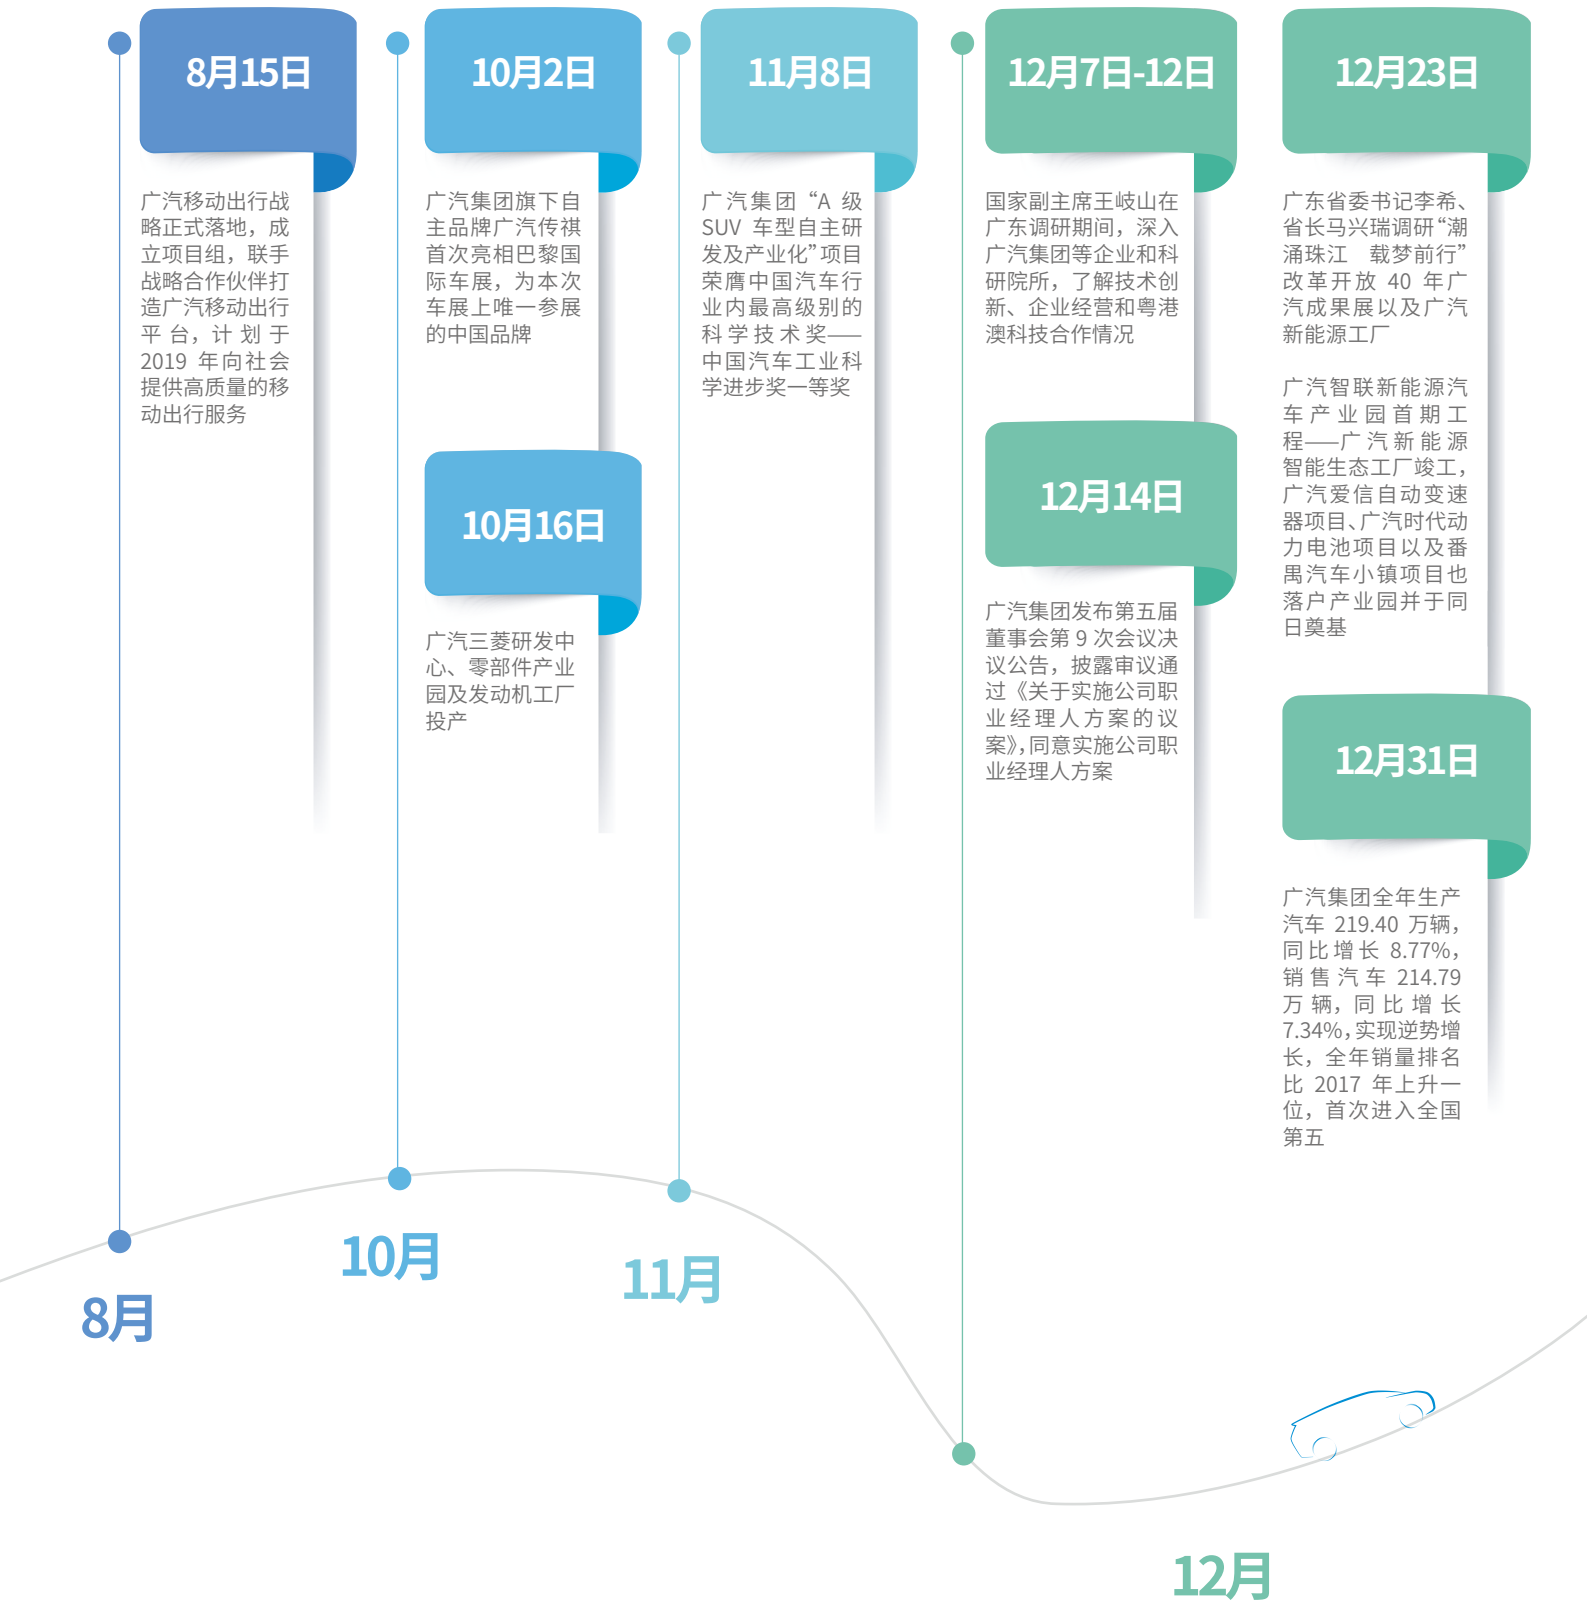 8月15日
广汽移动出行战
略正式落地，成
立项目组，联手
战略合作伙伴打
造广汽移动出行
平台，计划于
2019 年向社会
提供高质量的移
动出行服务
10月2日
广汽集团旗下自
主品牌广汽传祺
首次亮相巴黎国
际车展，为本次
车展上唯一参展
的中国品牌
10月16日
广汽三菱研发中
心、零部件产业
园及发动机工厂
投产
11月8日
广汽集团“A 级
SUV 车型自主研
发及产业化”项目
荣膺中国汽车行
业内最高级别的
科学技术奖——
中国汽车工业科
学进步奖一等奖
12月7日-12日
国家副主席王岐山在
广东调研期间，深入
广汽集团等企业和科
研院所，了解技术创
新、企业经营和粤港
澳科技合作情况
12月14日
广汽集团发布第五届
董事会第 9 次会议决
议公告，披露审议通
过《关于实施公司职
业经理人方案的议
案》，同意实施公司职
业经理人方案
12月23日
广东省委书记李希、
省长马兴瑞调研“潮
涌珠江　载梦前行”
改革开放 40 年广
汽成果展以及广汽
新能源工厂
广汽智联新能源汽
车产业园首期工
程——广汽新能源
智能生态工厂竣工，
广汽爱信自动变速
器项目、广汽时代动
力电池项目以及番
禺汽车小镇项目也
落户产业园并于同
日奠基
12月31日
广汽集团全年生产
汽车 219.40 万辆，
同比增长 8.77%，
销售汽车 214.79
万辆，同比增长
7.34%，实现逆势增
长，全年销量排名
比 2017 年上升一
位，首次进入全国
第五
8月
10月
11月
12月